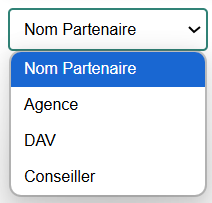 Nom Partenaire
Nom Partenaire
Agence
DAV
Conseiller